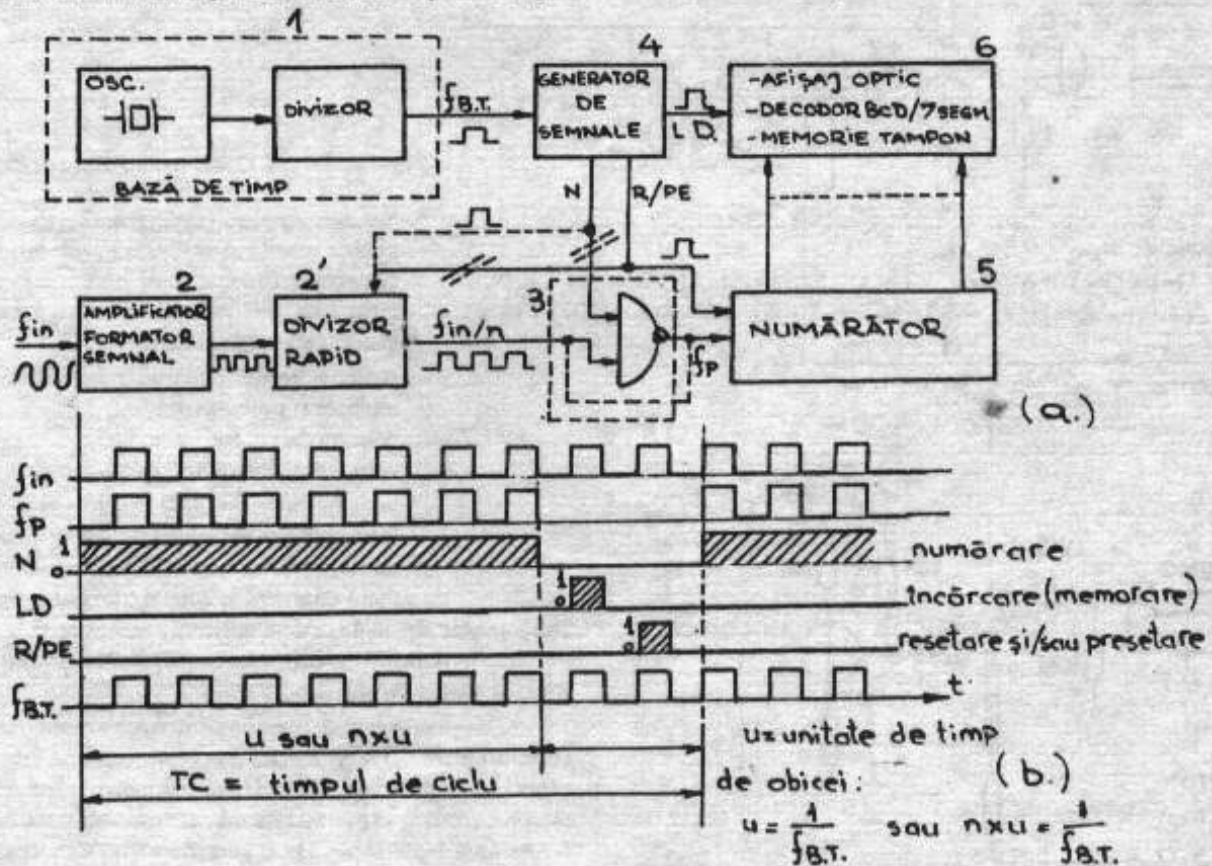 1
OSC.
DIVIZOR
BAZĂ DE TIMP
fB.T.
4
GENERATOR
DE
SEMNALE
L D.
6
-AFIȘAJ OPTIC
-DECODOR BCD/7SEGM
-MEMORIE TAMPON
N
R/PE
fin
2
AMPLIFICATOR
FORMATOR
SEMNAL
2'
DIVIZOR
RAPID
fin/n
3
fp
5
NUMĂRĂTOR
(a.)
fin
fp
N 1 0
numărare
LD 1 0
încărcare (memorare)
R/PE 1 0
resetare și/sau presetare
fB.T.
t
u sau n×u
TC = timpul de ciclu
u= unitate de timp
de obicei:
(b.)
u = 1/fB.T. sau n×u = 1/fB.T.